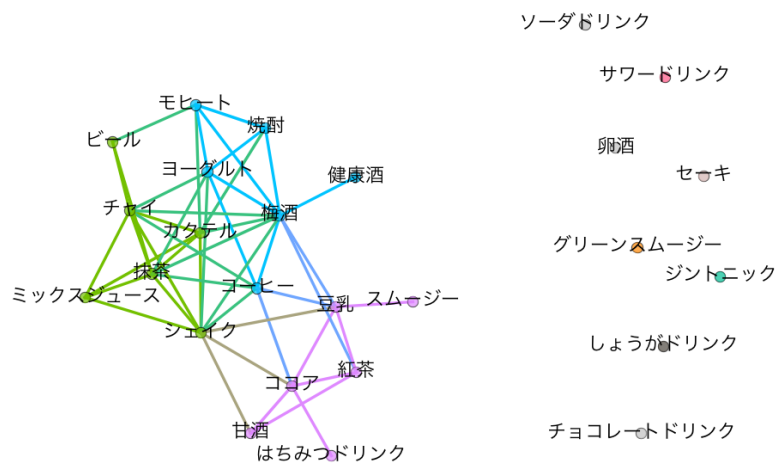 ソーダドリンク
サワードリンク
モヒート
焼酎
ビール
卵酒
ヨーグルト
健康酒
セーキ
チャイ
梅酒
カクテル
グリーンスムージー
抹茶
ジントニック
コーヒー
ミックスジュース
豆乳
スムージー
シェイク
しょうがドリンク
紅茶
ココア
甘酒
チョコレートドリンク
はちみつドリンク